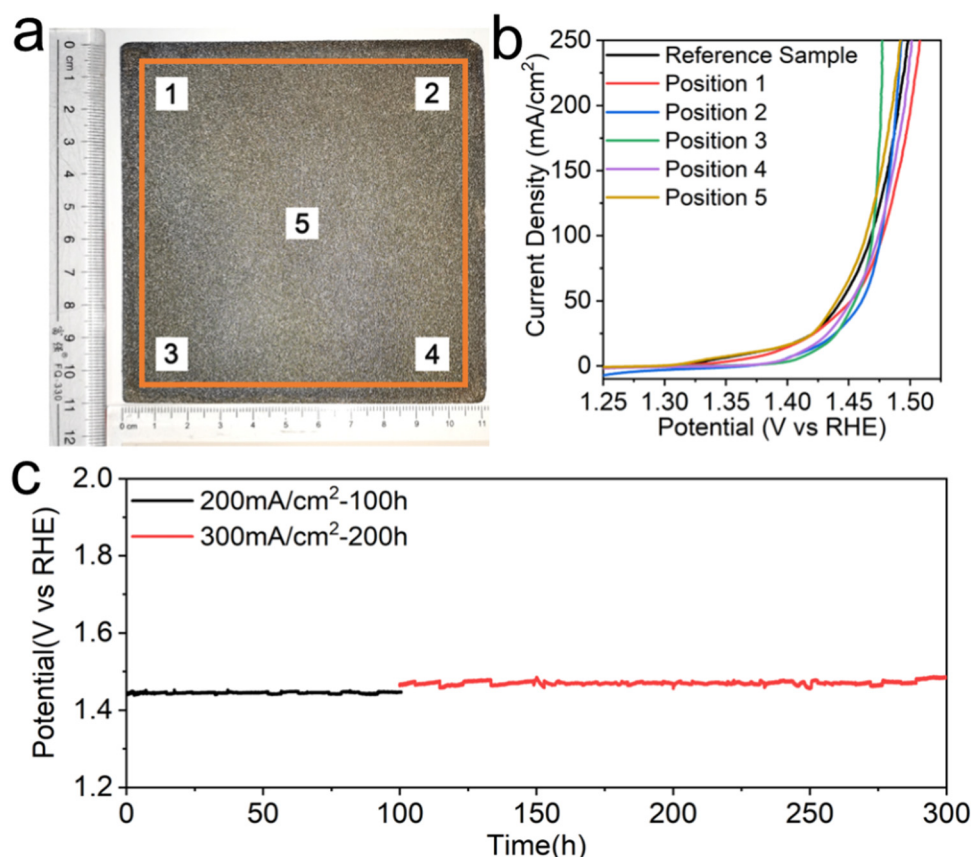 a
0 cm 1 2 3 4 5 6 7 8 9 10 11 12
FQ-330
1
2
5
3
4
0 cm 1 2 3 4 5 6 7 8 9 10 11
b
Current Density (mA/cm²)
250
200
150
100
50
0
Reference Sample
Position 1
Position 2
Position 3
Position 4
Position 5
1.25 1.30 1.35 1.40 1.45 1.50
Potential (V vs RHE)
c
Potential(V vs RHE)
2.0
1.8
1.6
1.4
1.2
200mA/cm²-100h
300mA/cm²-200h
0 50 100 150 200 250 300
Time(h)